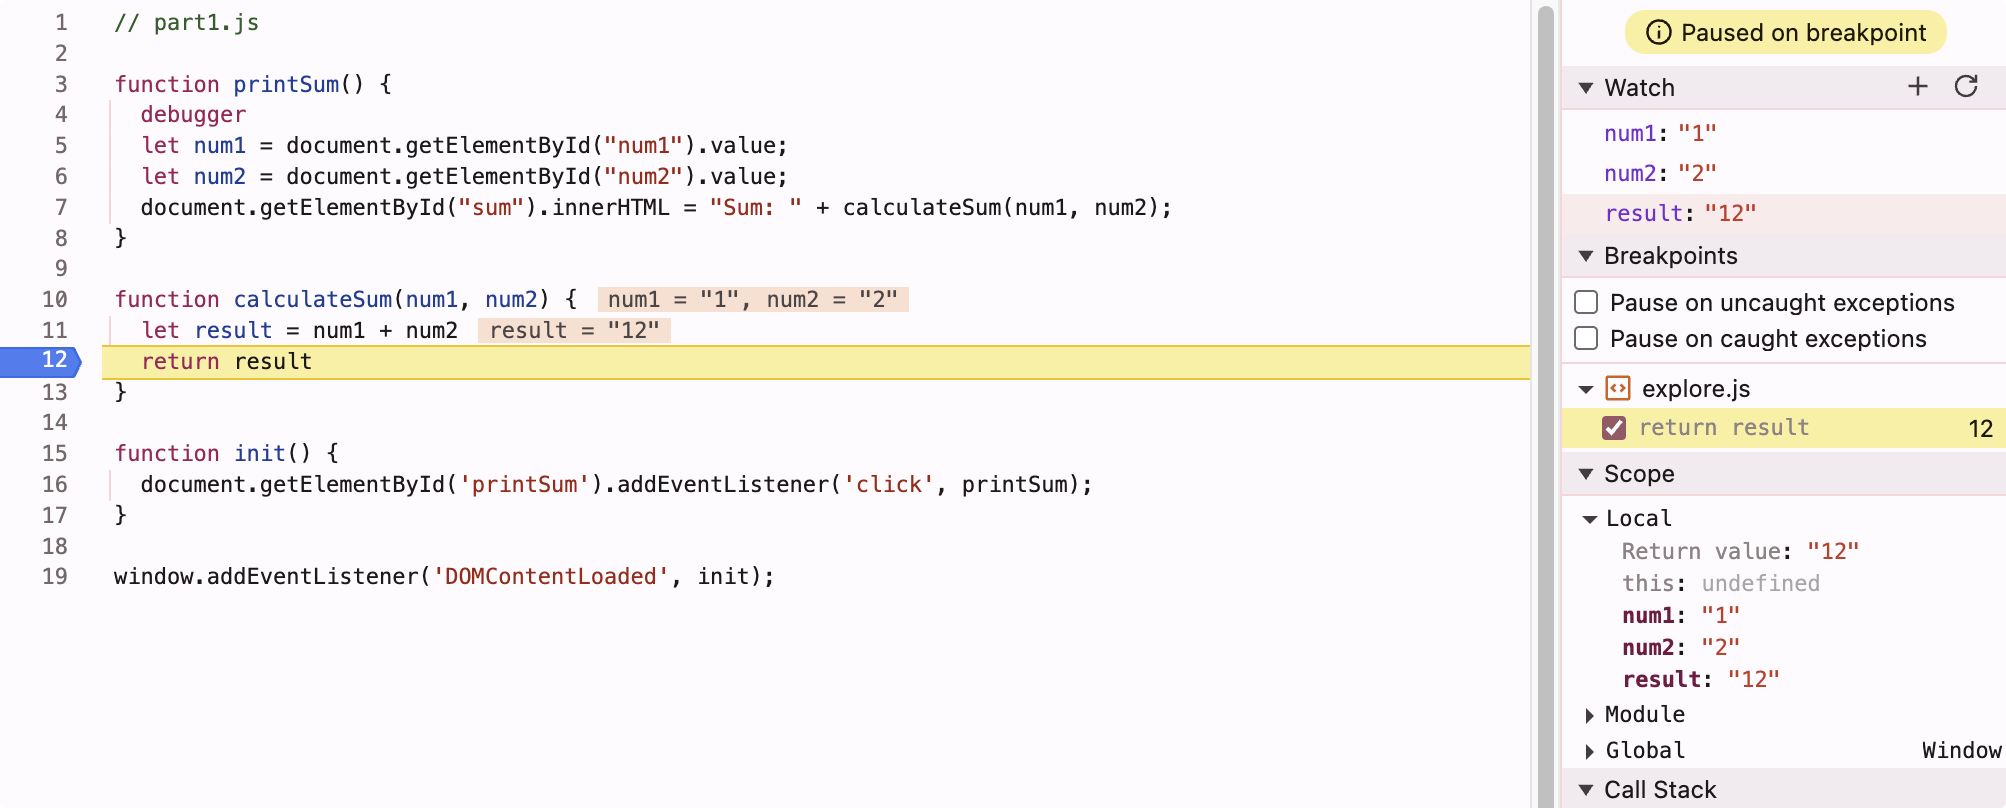 1 // part1.js
2
3 function printSum() {
4 debugger
5 let num1 = document.getElementById("num1").value;
6 let num2 = document.getElementById("num2").value;
7 document.getElementById("sum").innerHTML = "Sum: " + calculateSum(num1, num2);
8 }
9
10 function calculateSum(num1, num2) { num1 = "1", num2 = "2"
11 let result = num1 + num2 result = "12"
12 return result
13 }
14
15 function init() {
16 document.getElementById('printSum').addEventListener('click', printSum);
17 }
18
19 window.addEventListener('DOMContentLoaded', init);
Paused on breakpoint
Watch
num1: "1"
num2: "2"
result: "12"
Breakpoints
Pause on uncaught exceptions
Pause on caught exceptions
explore.js
return result 12
Scope
Local
Return value: "12"
this: undefined
num1: "1"
num2: "2"
result: "12"
Module
Global Window
Call Stack